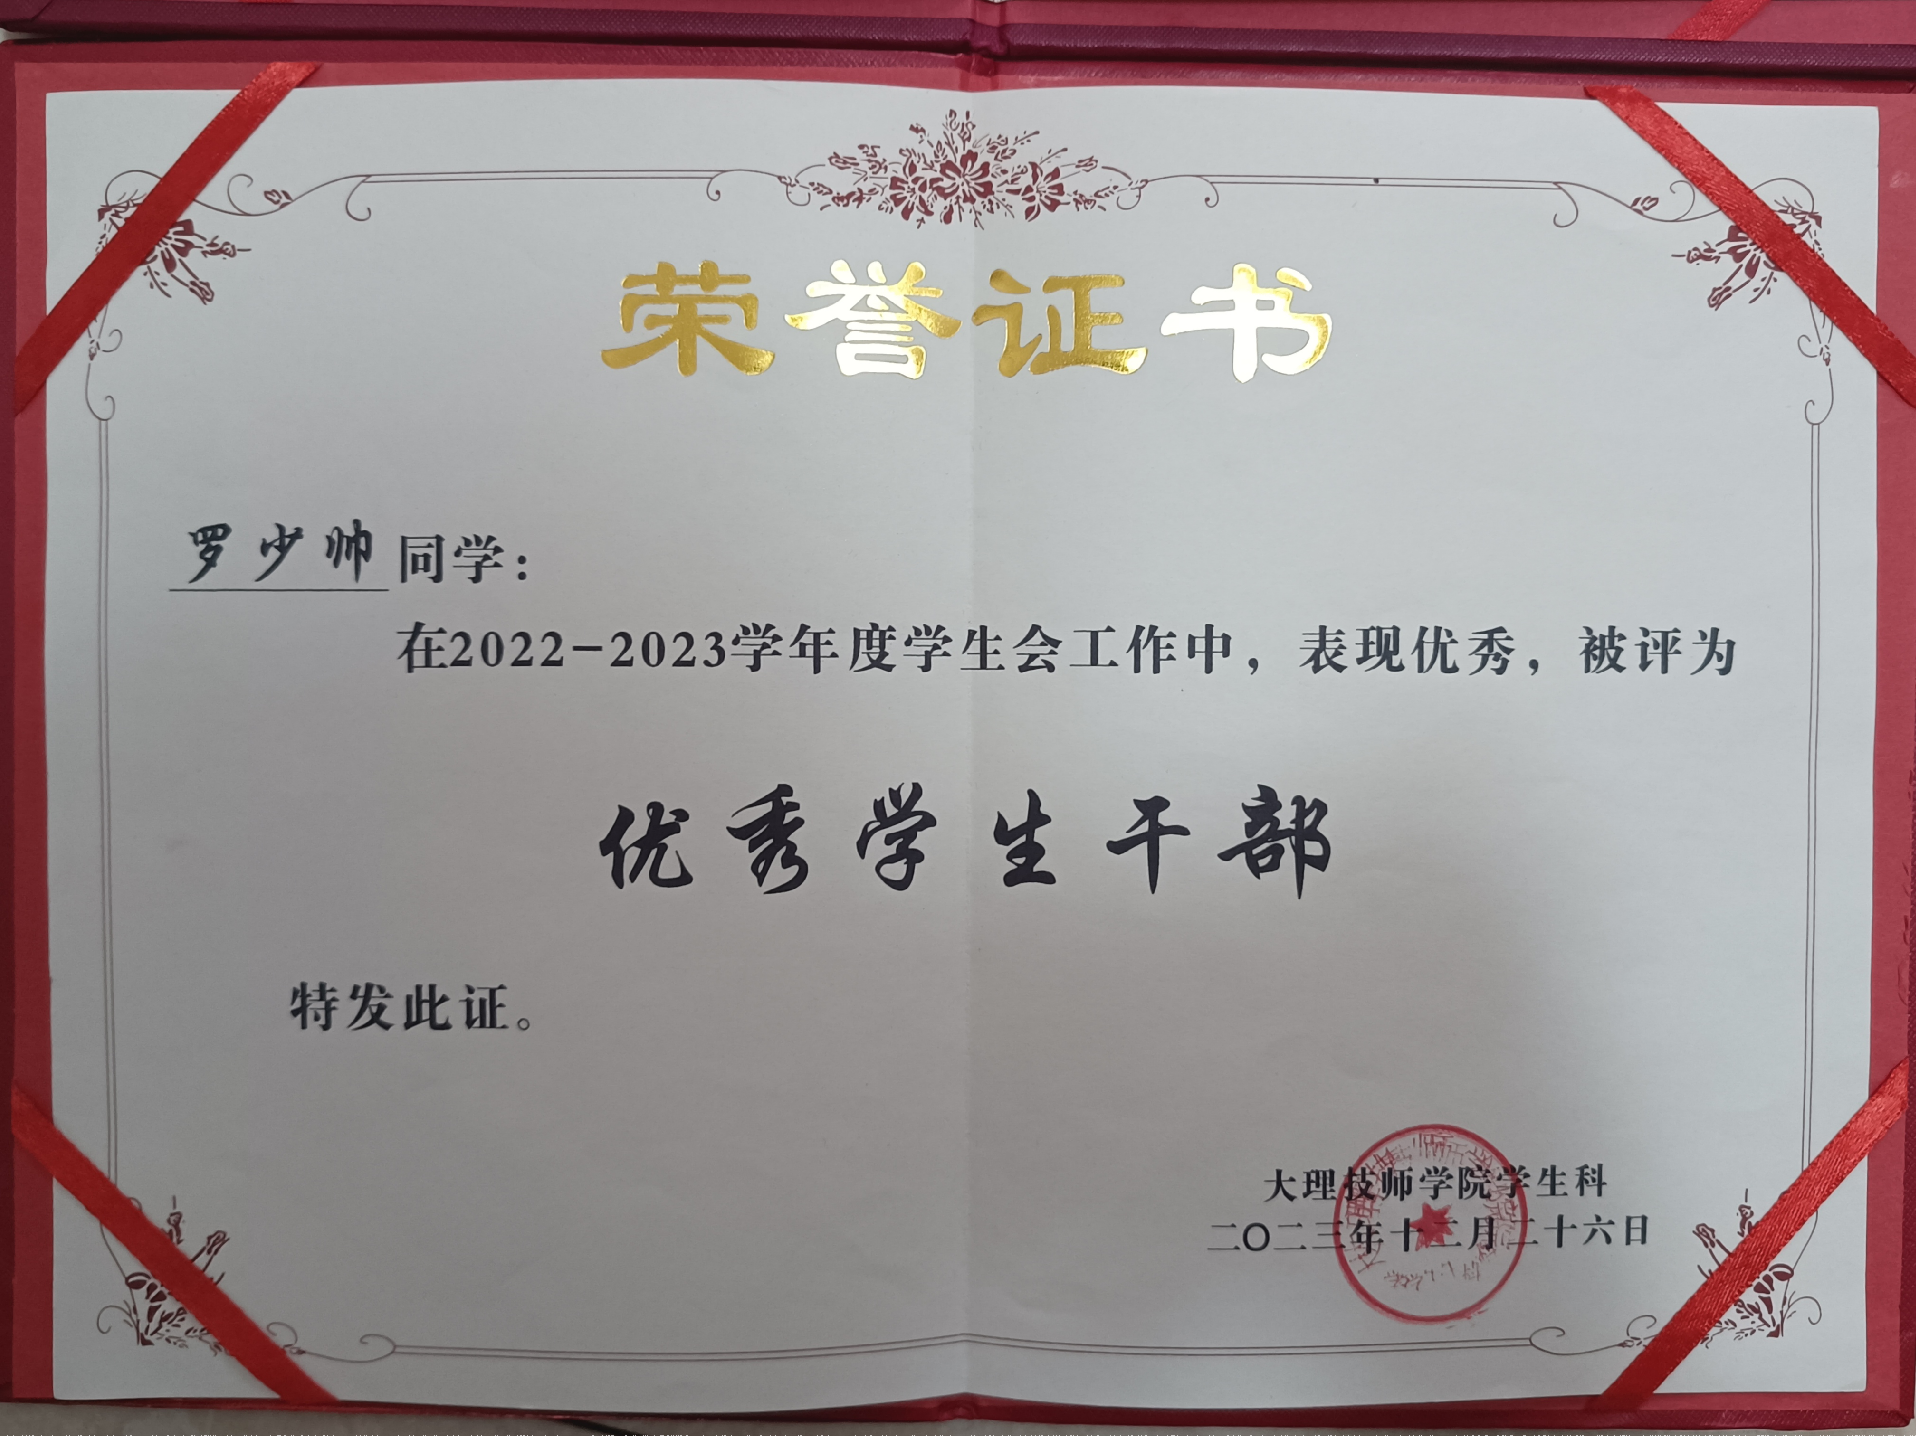 荣誉证书
罗少帅同学：
在2022-2023学年度学生会工作中，表现优秀，被评为
优秀学生干部
特发此证。
大理技师学院学生科
二〇二三年十二月二十六日